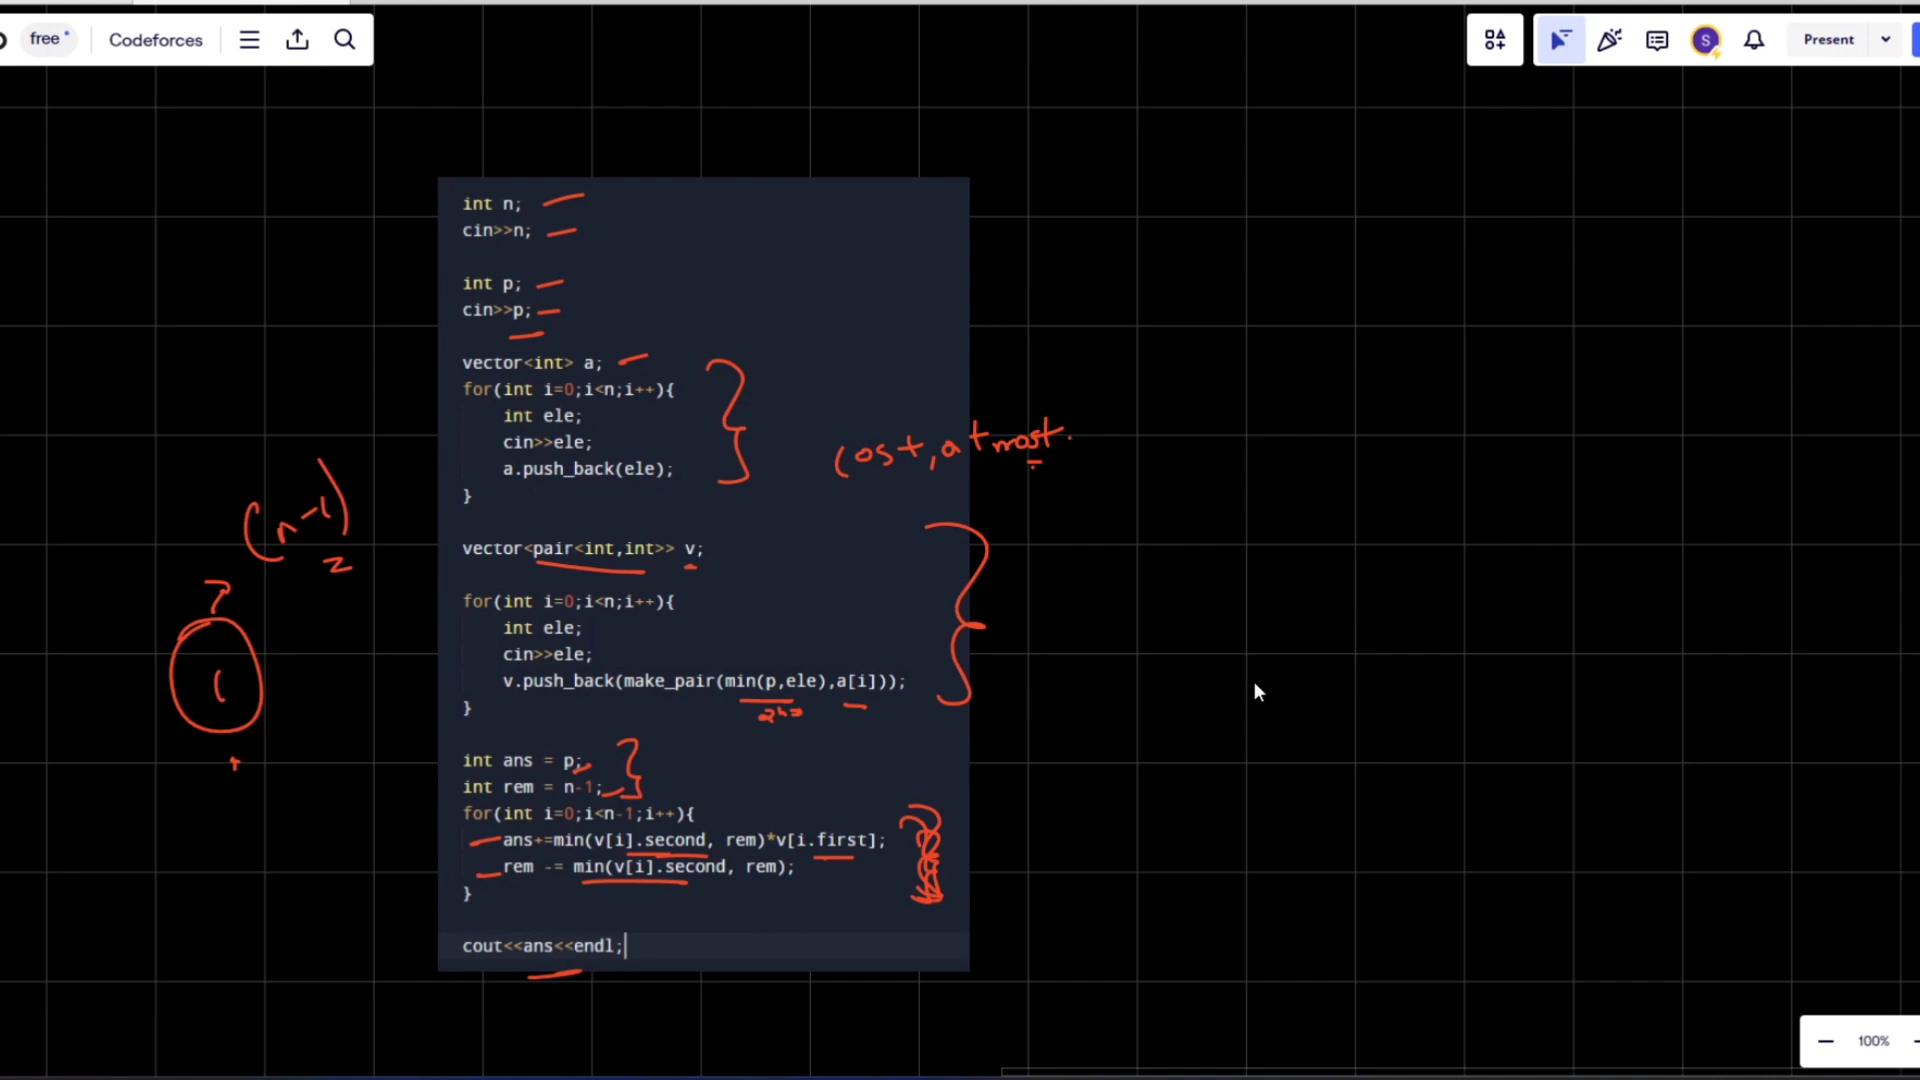 free
Codeforces
S
Present
int n;
cin>>n;
int p;
cin>>p;
vector<int> a;
for(int i=0;i<n;i++){
int ele;
cin>>ele;
a.push_back(ele);
}
cost, atmost.
(n-1)
2
vector<pair<int,int>> v;
for(int i=0;i<n;i++){
int ele;
cin>>ele;
v.push_back(make_pair(min(p,ele),a[i]));
}
1
int ans = p;
int rem = n-1;
for(int i=0;i<n-1;i++){
ans+=min(v[i].second, rem)*v[i.first];
rem -= min(v[i].second, rem);
}
cout<<ans<<endl;
100%